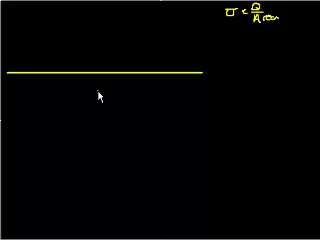 σ = Q / Area